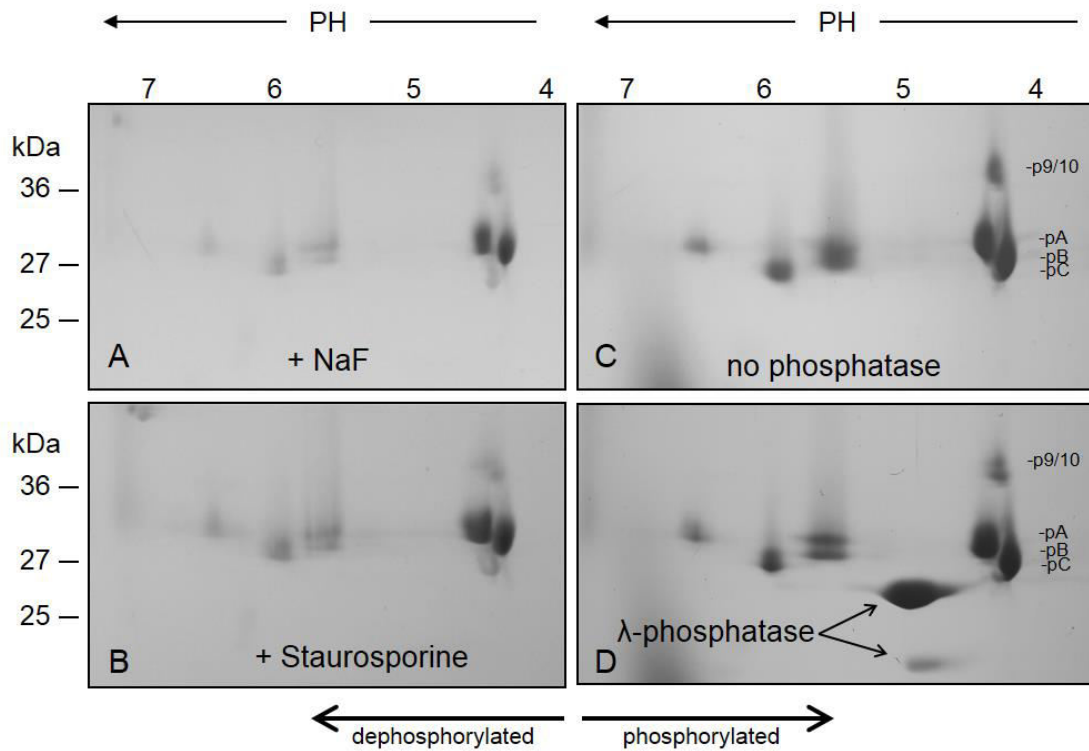 PH PH
7 6 5 4 7 6 5 4
kDa
36
27
25
A + NaF
-p9/10
-pA
-pB
-pC
C no phosphatase
kDa
36
27
25
B + Staurosporine
-p9/10
-pA
-pB
-pC
λ-phosphatase
D
dephosphorylated phosphorylated